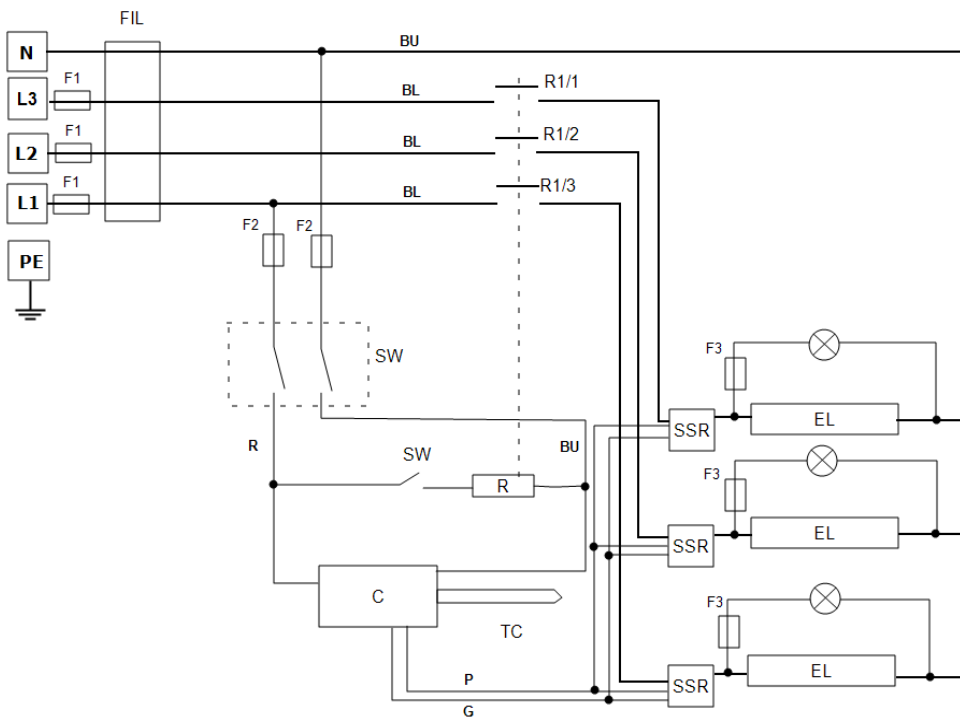 FIL
N
BU
F1
L3
BL
R1/1
F1
L2
BL
R1/2
F1
L1
BL
R1/3
F2
F2
PE
SW
F3
EL
SSR
R
SW
BU
F3
R
EL
SSR
C
F3
TC
EL
SSR
P
G